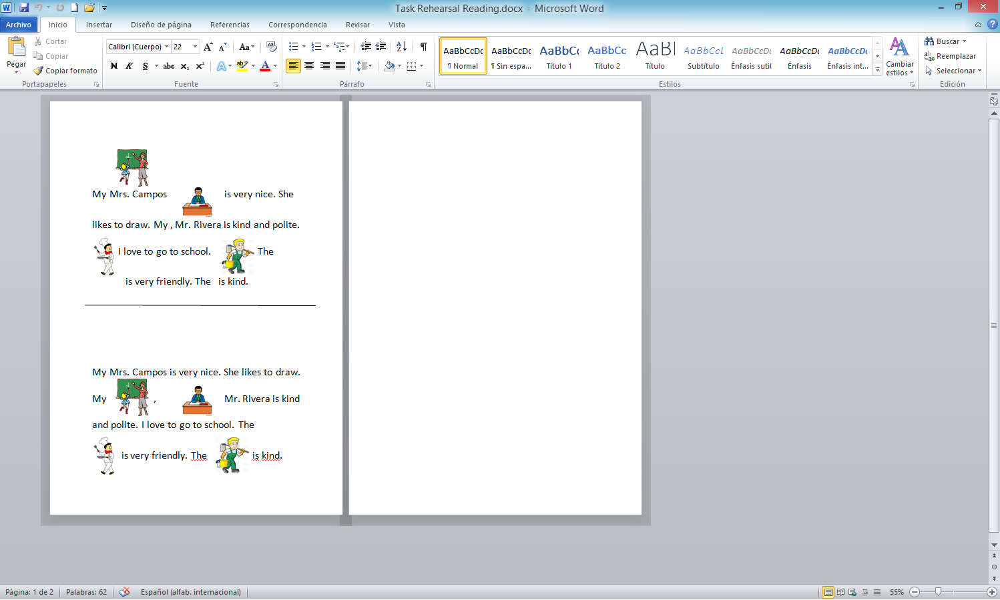 Task Rehearsal Reading.docx - Microsoft Word
Archivo Inicio Insertar Diseño de página Referencias Correspondencia Revisar Vista
Pegar
Cortar
Copiar
Copiar formato
Portapapeles
Calibri (Cuerpo) 22
N K S abc x₂ x²
Fuente
Párrafo
AaBbCcDc AaBbCcDc AaBbCc AaBbCc AaBl AaBbCcL AaBbCcDc AaBbCcDc AaBbCcDc
¶ Normal ¶ Sin espa... Título 1 Título 2 Título Subtítulo Énfasis sutil Énfasis Énfasis int...
Estilos
Cambiar estilos
Buscar
Reemplazar
Seleccionar
Edición
My Mrs. Campos is very nice. She
likes to draw. My , Mr. Rivera is kind and polite.
I love to go to school. The
is very friendly. The is kind.
My Mrs. Campos is very nice. She likes to draw.
My , Mr. Rivera is kind
and polite. I love to go to school. The
is very friendly. The is kind.
Página: 1 de 2 Palabras: 62 Español (alfab. internacional) 55%